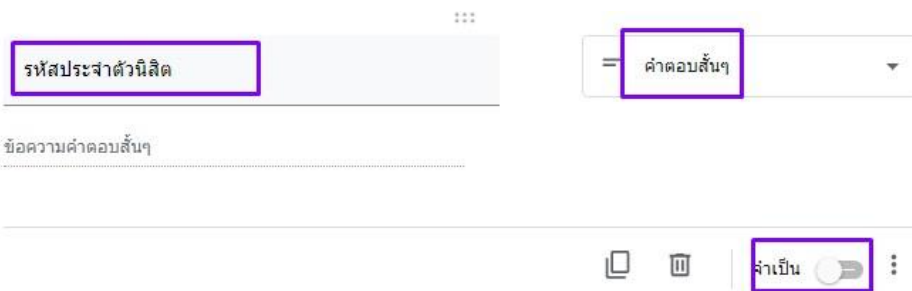 รหัสประจำตัวนิสิต
คำตอบสั้นๆ
ข้อความคำตอบสั้นๆ
จำเป็น